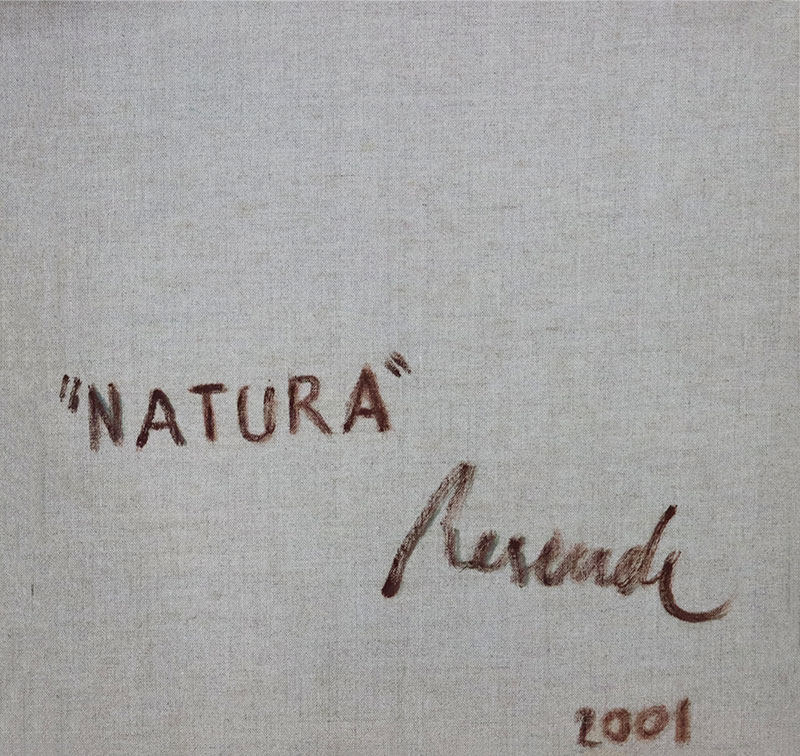 "NATURA"
Resende
2001